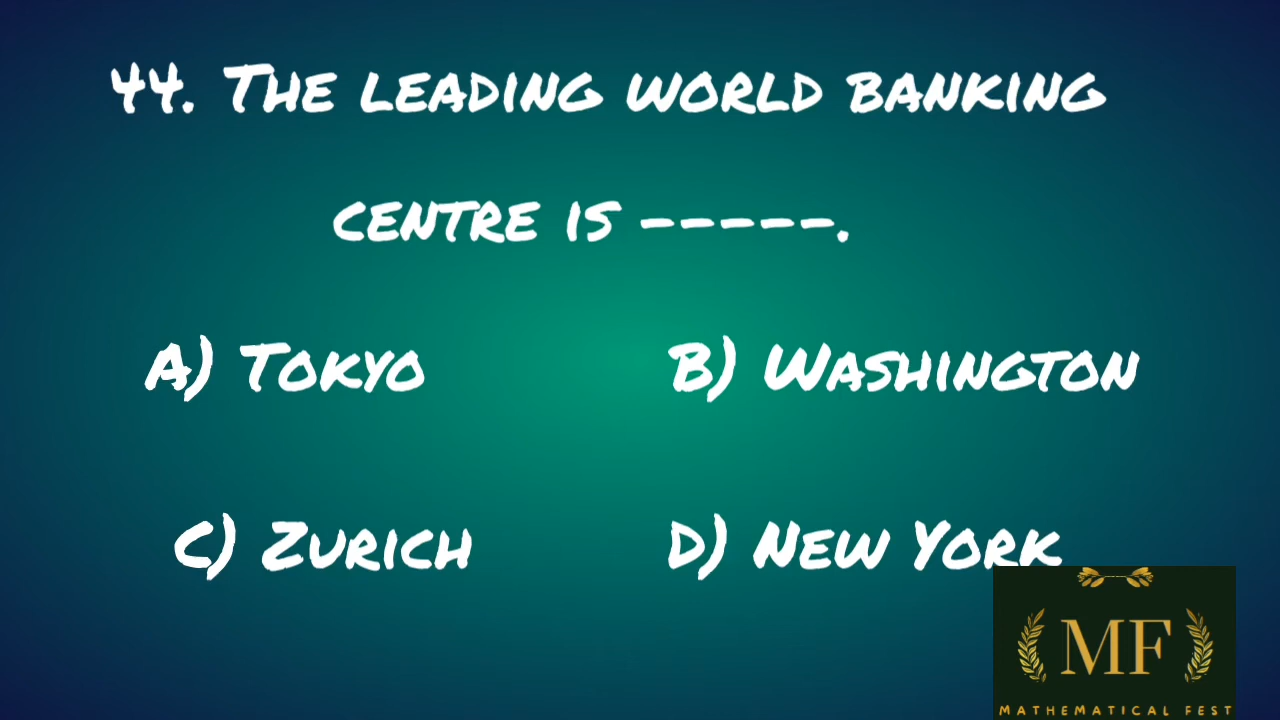 44. The leading world banking
centre is -----.
A) Tokyo
B) Washington
C) Zurich
D) New York
MF
MATHEMATICAL FEST